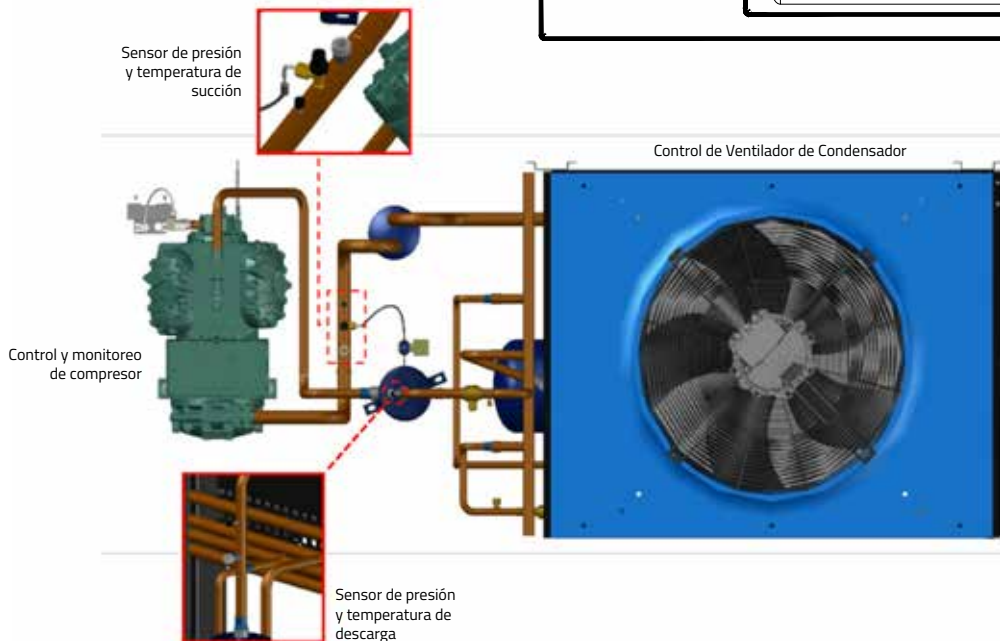 Sensor de presión
y temperatura de
succión
Control de Ventilador de Condensador
Control y monitoreo
de compresor
Sensor de presión
y temperatura de
descarga